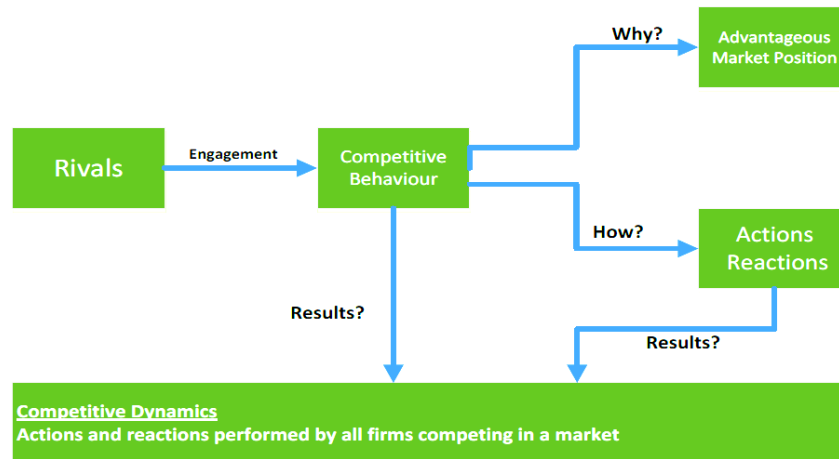 Why?
Advantageous
Market Position
Rivals
Engagement
Competitive
Behaviour
How?
Actions
Reactions
Results?
Results?
Competitive Dynamics
Actions and reactions performed by all firms competing in a market